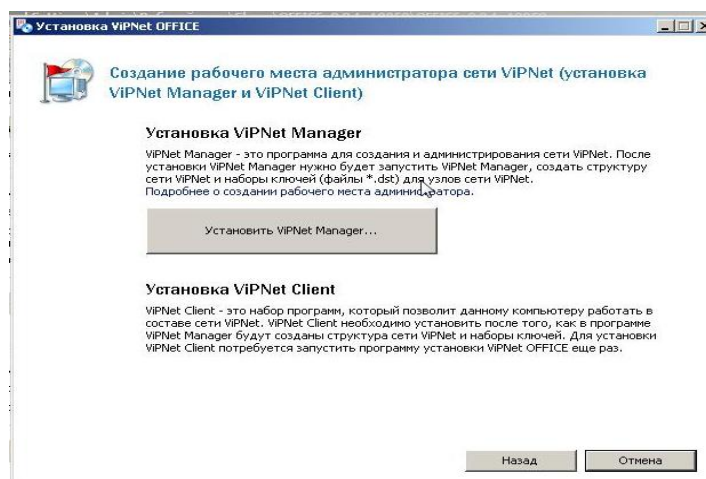 Установка ViPNet OFFICE
Создание рабочего места администратора сети ViPNet (установка
ViPNet Manager и ViPNet Client)
Установка ViPNet Manager
ViPNet Manager - это программа для создания и администрирования сети ViPNet. После
установки ViPNet Manager нужно будет запустить ViPNet Manager, создать структуру
сети ViPNet и наборы ключей (файлы *.dst) для узлов сети ViPNet.
Подробнее о создании рабочего места администратора.
Установить ViPNet Manager...
Установка ViPNet Client
ViPNet Client - это набор программ, который позволит данному компьютеру работать в
составе сети ViPNet. ViPNet Client необходимо установить после того, как в программе
ViPNet Manager будут созданы структура сети ViPNet и наборы ключей. Для установки
ViPNet Client потребуется запустить программу установки ViPNet OFFICE еще раз.
Назад
Отмена